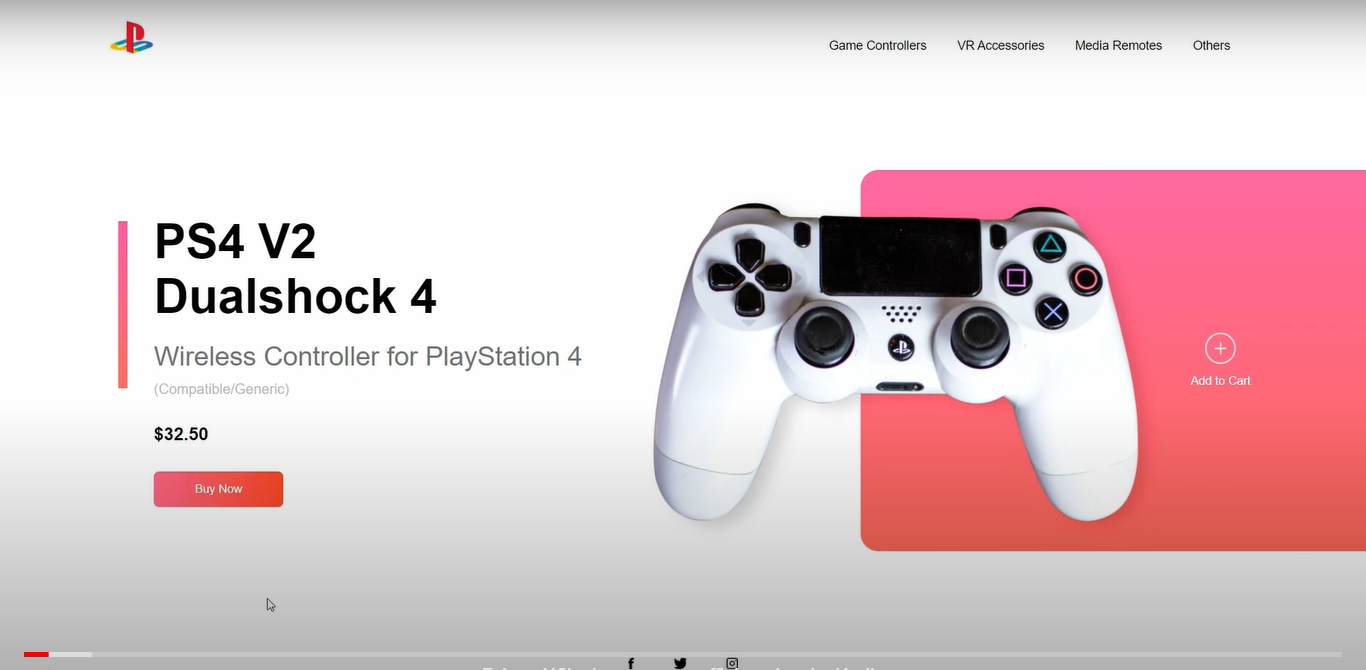 Game Controllers VR Accessories Media Remotes Others
PS4 V2
Dualshock 4
Wireless Controller for PlayStation 4
(Compatible/Generic)
$32.50
Buy Now
Add to Cart